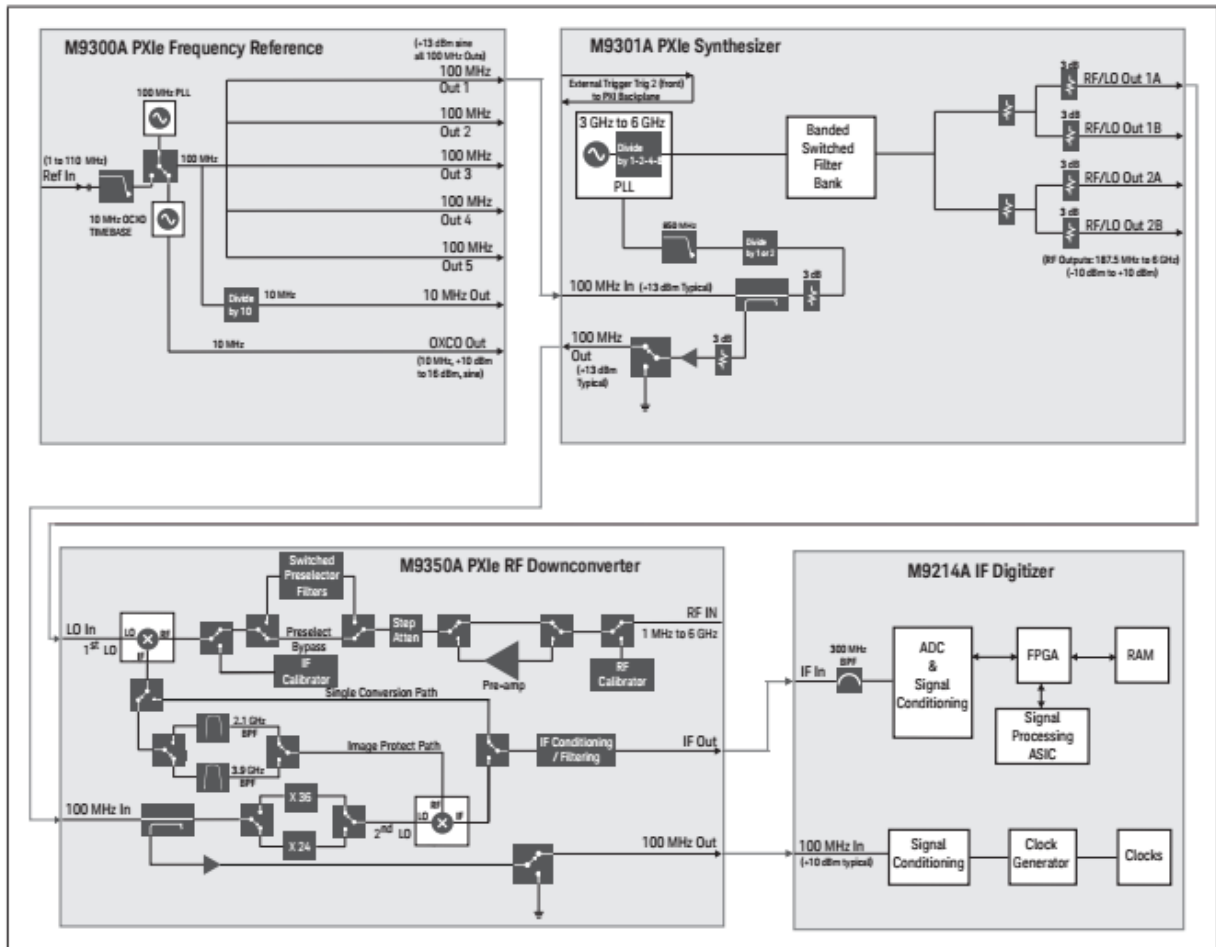 M9300A PXIe Frequency Reference
(+13 dBm sine
all 100 MHz Outs)
100 MHz
Out 1
100 MHz PLL
100 MHz
Out 2
(1 to 110 MHz)
Ref In
100 MHz
100 MHz
Out 3
10 MHz OCXO
TIMEBASE
100 MHz
Out 4
100 MHz
Out 5
Divide
by 10
10 MHz
10 MHz Out
10 MHz
OXCO Out
(10 MHz, +10 dBm
to 16 dBm, sine)
M9301A PXIe Synthesizer
External Trigger Trig 2 (front)
to PXI Backplane
3 GHz to 6 GHz
Divide
by 1-2-4-8
PLL
Banded
Switched
Filter
Bank
3 dB
RF/LO Out 1A
3 dB
RF/LO Out 1B
3 dB
RF/LO Out 2A
3 dB
RF/LO Out 2B
(RF Outputs: 187.5 MHz to 6 GHz)
(-10 dBm to +10 dBm)
850 MHz
Divide
by 1 or 2
3 dB
100 MHz In (+13 dBm Typical)
100 MHz
Out
(+13 dBm
Typical)
3 dB
M9350A PXIe RF Downconverter
Switched
Preselector
Filters
LO In
1st LO
LO
RF
IF
Preselect
Bypass
IF
Calibrator
Step
Atten
Pre-amp
RF IN
1 MHz to 6 GHz
RF
Calibrator
Single Conversion Path
2.1 GHz
BPF
3.9 GHz
BPF
Image Protect Path
IF Conditioning
/ Filtering
IF Out
100 MHz In
X 36
X 24
2nd LO
RF
LO
IF
100 MHz Out
M9214A IF Digitizer
IF In
300 MHz
BPF
ADC
&
Signal
Conditioning
FPGA
RAM
Signal
Processing
ASIC
100 MHz In
(+10 dBm typical)
Signal
Conditioning
Clock
Generator
Clocks